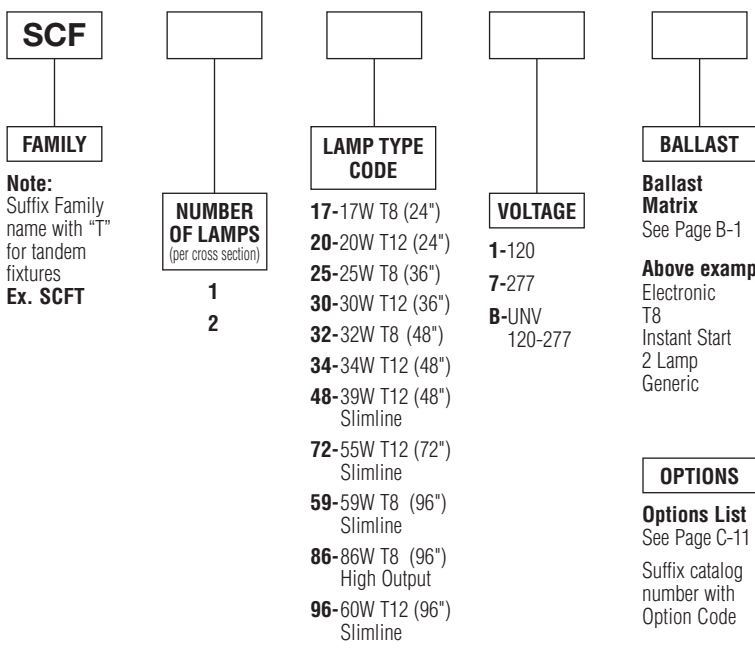 SCF
FAMILY
Note:
Suffix Family
name with “T”
for tandem
fixtures
Ex. SCFT
NUMBER
OF LAMPS
(per cross section)
1
2
LAMP TYPE
CODE
17-17W T8 (24")
20-20W T12 (24")
25-25W T8 (36")
30-30W T12 (36")
32-32W T8 (48")
34-34W T12 (48")
48-39W T12 (48")
Slimline
72-55W T12 (72")
Slimline
59-59W T8 (96")
Slimline
86-86W T8 (96")
High Output
96-60W T12 (96")
Slimline
VOLTAGE
1-120
7-277
B-UNV
120-277
BALLAST
Ballast
Matrix
See Page B-1
Above examp
Electronic
T8
Instant Start
2 Lamp
Generic
OPTIONS
Options List
See Page C-11
Suffix catalog
number with
Option Code